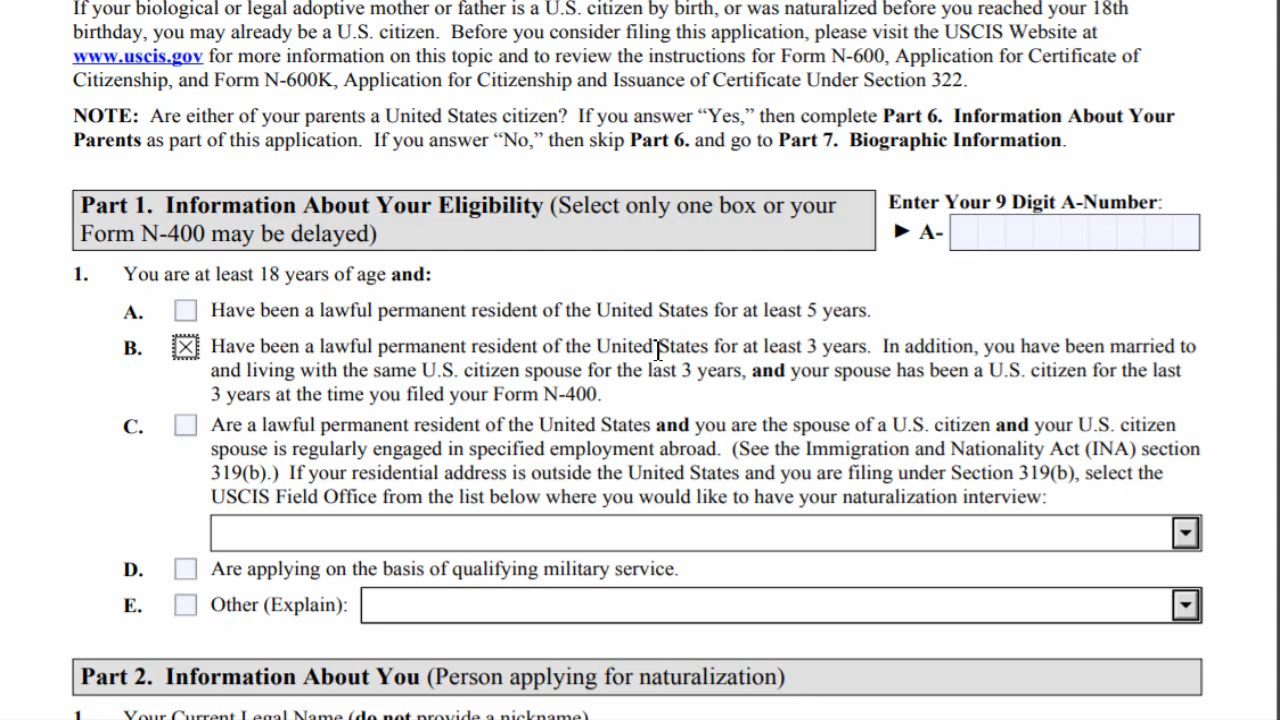 If your biological or legal adoptive mother or father is a U.S. citizen by birth, or was naturalized before you reached your 18th
birthday, you may already be a U.S. citizen. Before you consider filing this application, please visit the USCIS Website at
www.uscis.gov for more information on this topic and to review the instructions for Form N-600, Application for Certificate of
Citizenship, and Form N-600K, Application for Citizenship and Issuance of Certificate Under Section 322.
NOTE: Are either of your parents a United States citizen? If you answer “Yes,” then complete Part 6. Information About Your
Parents as part of this application. If you answer “No,” then skip Part 6. and go to Part 7. Biographic Information.
Part 1. Information About Your Eligibility (Select only one box or your
Form N-400 may be delayed)
Enter Your 9 Digit A-Number:
► A-
1. You are at least 18 years of age and:
A. Have been a lawful permanent resident of the United States for at least 5 years.
B. Have been a lawful permanent resident of the United States for at least 3 years. In addition, you have been married to
and living with the same U.S. citizen spouse for the last 3 years, and your spouse has been a U.S. citizen for the last
3 years at the time you filed your Form N-400.
C. Are a lawful permanent resident of the United States and you are the spouse of a U.S. citizen and your U.S. citizen
spouse is regularly engaged in specified employment abroad. (See the Immigration and Nationality Act (INA) section
319(b).) If your residential address is outside the United States and you are filing under Section 319(b), select the
USCIS Field Office from the list below where you would like to have your naturalization interview:
D. Are applying on the basis of qualifying military service.
E. Other (Explain):
Part 2. Information About You (Person applying for naturalization)
1. Your Current Legal Name (do not provide a nickname)